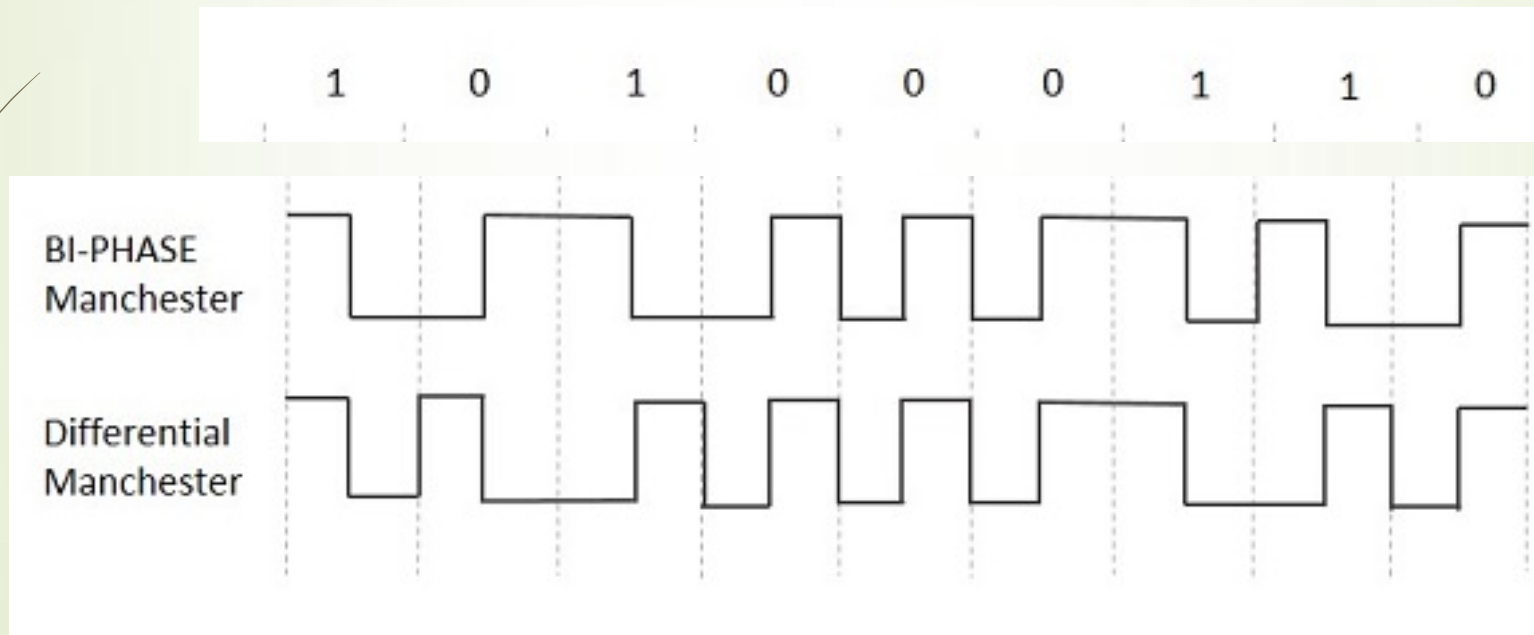 1 0 1 0 0 0 1 1 0
BI-PHASE
Manchester
Differential
Manchester